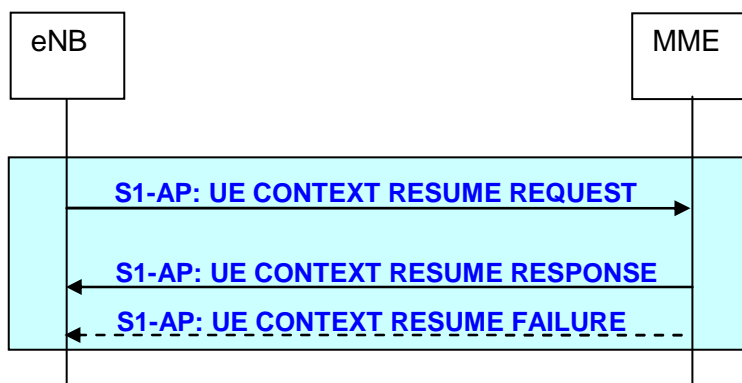 eNB
MME
S1-AP: UE CONTEXT RESUME REQUEST
S1-AP: UE CONTEXT RESUME RESPONSE
S1-AP: UE CONTEXT RESUME FAILURE